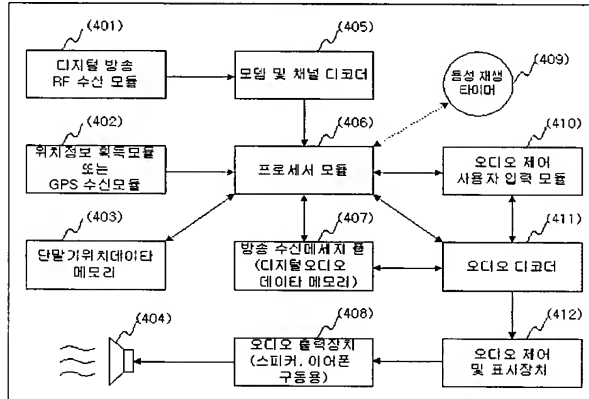 (401)
디지털 방송
RF 수신 모듈
(405)
모뎀 및 채널 디코더
(409)
음성 재생
타이머
(402)
위치정보 획득모듈
또는
GPS 수신모듈
(406)
프로세서 모듈
(410)
오디오 제어
사용자 입력 모듈
(403)
단말기위치데이타
메모리
(407)
방송 수신메세지 풀
(디지털오디오
데이타 메모리)
(411)
오디오 디코더
(404)
(408)
오디오 출력장치
(스피커, 이어폰
구동용)
(412)
오디오 제어
및 표시장치